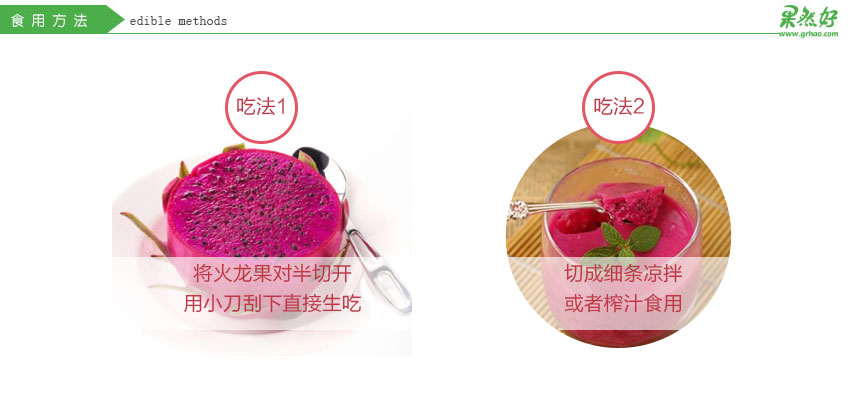 食用方法
edible methods
果然好
www.grhao.com
吃法1
将火龙果对半切开
用小刀刮下直接生吃
吃法2
切成细条凉拌
或者榨汁食用